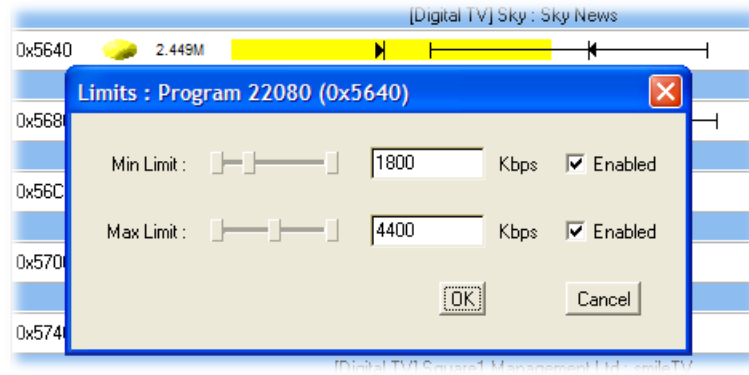 [Digital TV] Sky : Sky News
0x5640 2.449M
Limits : Program 22080 (0x5640)
0x568
Min Limit : 1800 Kbps Enabled
0x56C
Max Limit : 4400 Kbps Enabled
0x570
OK Cancel
0x574
[Digital TV] Square1 Management Ltd : smileTV